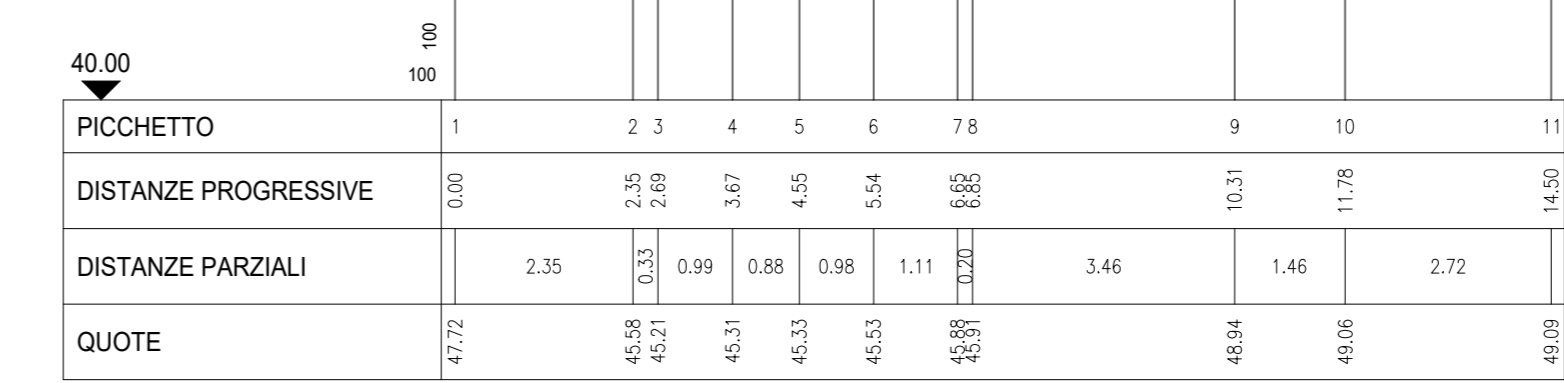 100
40.00
100
PICCHETTO 1 2 3 4 5 6 7 8 9 10 11
DISTANZE PROGRESSIVE 0.00 2.35 2.69 3.67 4.55 5.54 6.65 6.85 10.31 11.78 14.50
DISTANZE PARZIALI 2.35 0.33 0.99 0.88 0.98 1.11 0.20 3.46 1.46 2.72
QUOTE 47.72 45.58 45.21 45.31 45.33 45.53 45.88 45.91 48.94 49.06 49.09